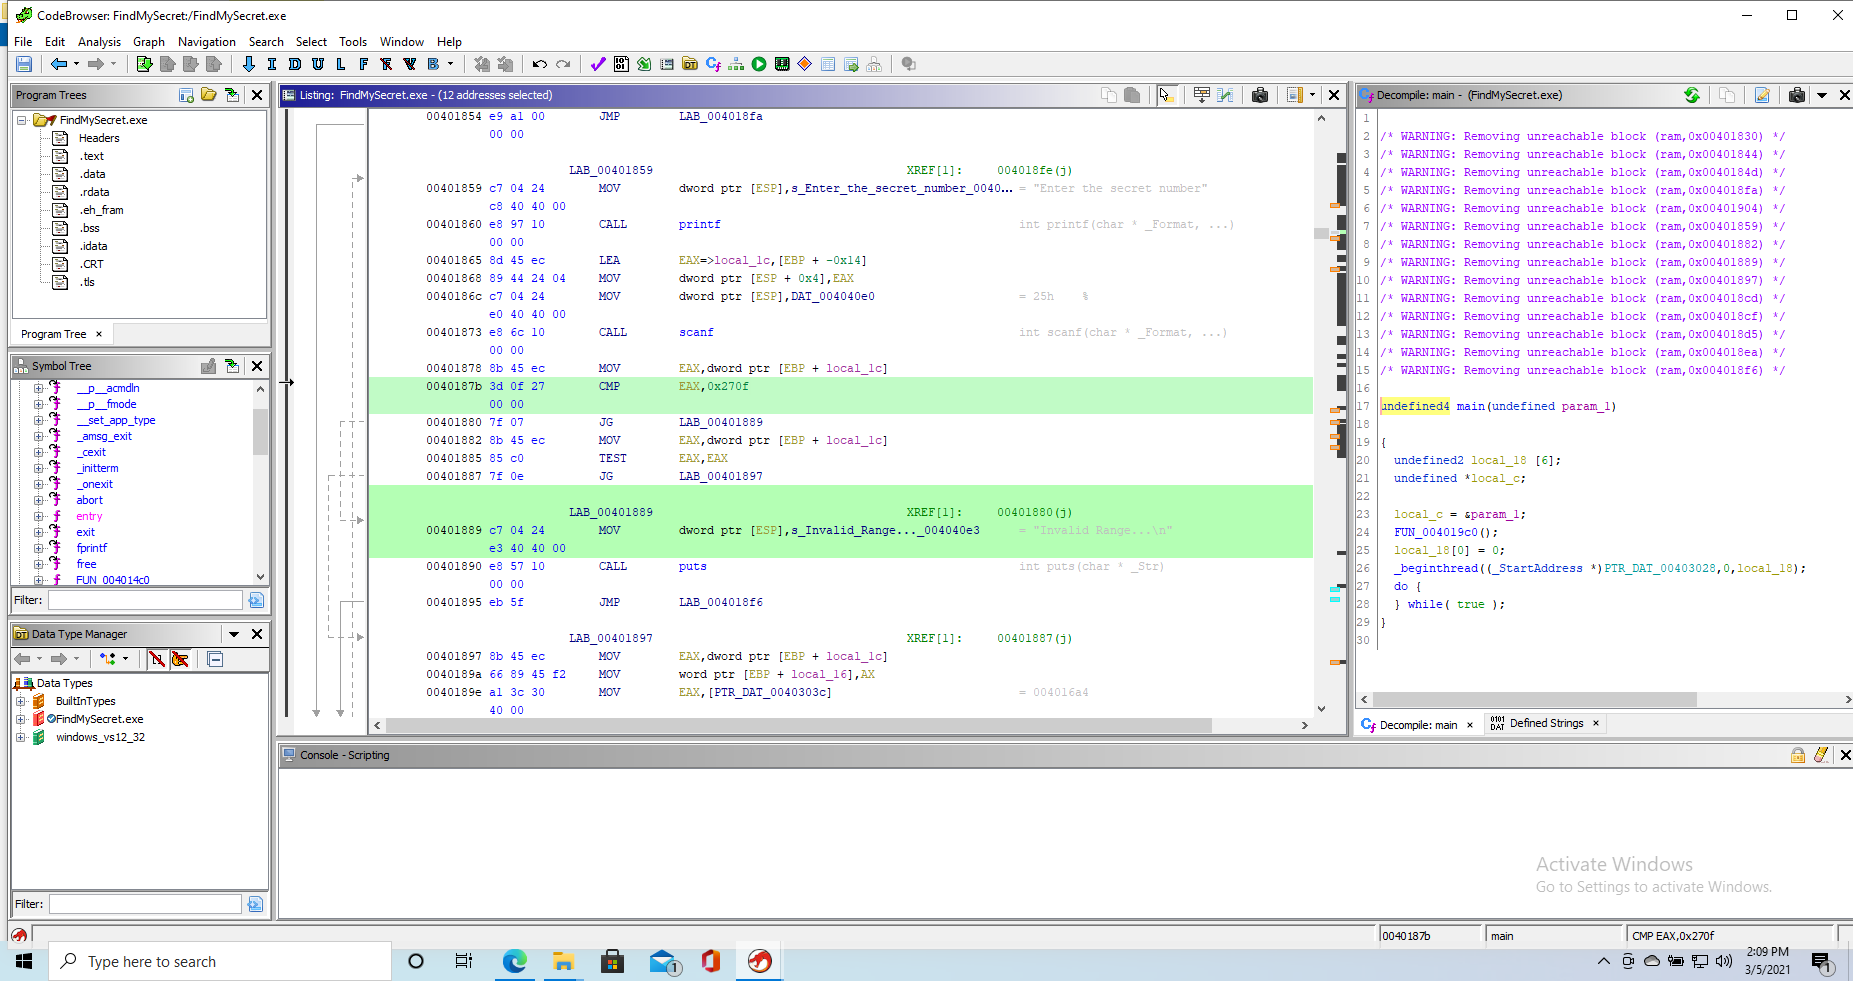 CodeBrowser: FindMySecret:/FindMySecret.exe
File Edit Analysis Graph Navigation Search Select Tools Window Help
I D U L F F V B
Program Trees
FindMySecret.exe
Headers
.text
.data
.rdata
.eh_fram
.bss
.idata
.CRT
.tls
Program Tree ×
Symbol Tree
__p__acmdln
__p__fmode
__set_app_type
_amsg_exit
_cexit
_initterm
_onexit
abort
entry
exit
fprintf
free
FUN_004014c0
Filter:
Data Type Manager
Data Types
BuiltInTypes
FindMySecret.exe
windows_vs12_32
Filter:
Listing: FindMySecret.exe - (12 addresses selected)
00401854 e9 a1 00 JMP LAB_004018fa
00 00
LAB_00401859 XREF[1]: 004018fe(j)
00401859 c7 04 24 MOV dword ptr [ESP],s_Enter_the_secret_number_0040... = "Enter the secret number"
c8 40 40 00
00401860 e8 97 10 CALL printf int printf(char * _Format, ...)
00 00
00401865 8d 45 ec LEA EAX=>local_1c,[EBP + -0x14]
00401868 89 44 24 04 MOV dword ptr [ESP + 0x4],EAX
0040186c c7 04 24 MOV dword ptr [ESP],DAT_004040e0 = 25h %
e0 40 40 00
00401873 e8 6c 10 CALL scanf int scanf(char * _Format, ...)
00 00
00401878 8b 45 ec MOV EAX,dword ptr [EBP + local_1c]
0040187b 3d 0f 27 CMP EAX,0x270f
00 00
00401880 7f 07 JG LAB_00401889
00401882 8b 45 ec MOV EAX,dword ptr [EBP + local_1c]
00401885 85 c0 TEST EAX,EAX
00401887 7f 0e JG LAB_00401897
LAB_00401889 XREF[1]: 00401880(j)
00401889 c7 04 24 MOV dword ptr [ESP],s_Invalid_Range..._004040e3 = "Invalid Range...\n"
e3 40 40 00
00401890 e8 57 10 CALL puts int puts(char * _Str)
00 00
00401895 eb 5f JMP LAB_004018f6
LAB_00401897 XREF[1]: 00401887(j)
00401897 8b 45 ec MOV EAX,dword ptr [EBP + local_1c]
0040189a 66 89 45 f2 MOV word ptr [EBP + local_16],AX
0040189e a1 3c 30 MOV EAX,[PTR_DAT_0040303c] = 004016a4
40 00
Decompile: main - (FindMySecret.exe)
1
2 /* WARNING: Removing unreachable block (ram,0x00401830) */
3 /* WARNING: Removing unreachable block (ram,0x00401844) */
4 /* WARNING: Removing unreachable block (ram,0x0040184d) */
5 /* WARNING: Removing unreachable block (ram,0x004018fa) */
6 /* WARNING: Removing unreachable block (ram,0x00401904) */
7 /* WARNING: Removing unreachable block (ram,0x00401859) */
8 /* WARNING: Removing unreachable block (ram,0x00401882) */
9 /* WARNING: Removing unreachable block (ram,0x00401889) */
10 /* WARNING: Removing unreachable block (ram,0x00401897) */
11 /* WARNING: Removing unreachable block (ram,0x004018cd) */
12 /* WARNING: Removing unreachable block (ram,0x004018cf) */
13 /* WARNING: Removing unreachable block (ram,0x004018d5) */
14 /* WARNING: Removing unreachable block (ram,0x004018ea) */
15 /* WARNING: Removing unreachable block (ram,0x004018f6) */
16
17 undefined4 main(undefined param_1)
18
19 {
20 undefined2 local_18 [6];
21 undefined *local_c;
22
23 local_c = &param_1;
24 FUN_004019c0();
25 local_18[0] = 0;
26 _beginthread((_StartAddress *)PTR_DAT_00403028,0,local_18);
27 do {
28 } while( true );
29 }
30
Decompile: main × Defined Strings ×
Console - Scripting
Activate Windows
Go to Settings to activate Windows.
0040187b main CMP EAX,0x270f
Type here to search
1
2:09 PM
3/5/2021
1